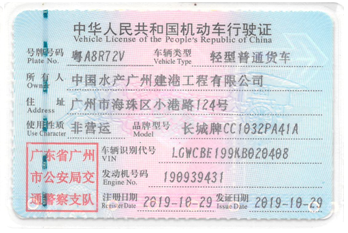 中华人民共和国机动车行驶证
Vehicle License of the People's Republic of China
号牌号码 粤A8R72V 车辆类型 轻型普通货车
Plate No. Vehicle Type
所有人 中国水产广州建港工程有限公司
Owner
住址 广州市海珠区小港路124号
Address
使用性质 非营运 品牌型号 长城牌CC1032PA41A
Use Character Model
广东省广州
市公安局交
通警察支队
车辆识别代号 LGWCBE199KB020408
VIN
发动机号码 190939431
Engine No.
注册日期 2019-10-29 发证日期 2019-10-29
Register Date Issue Date